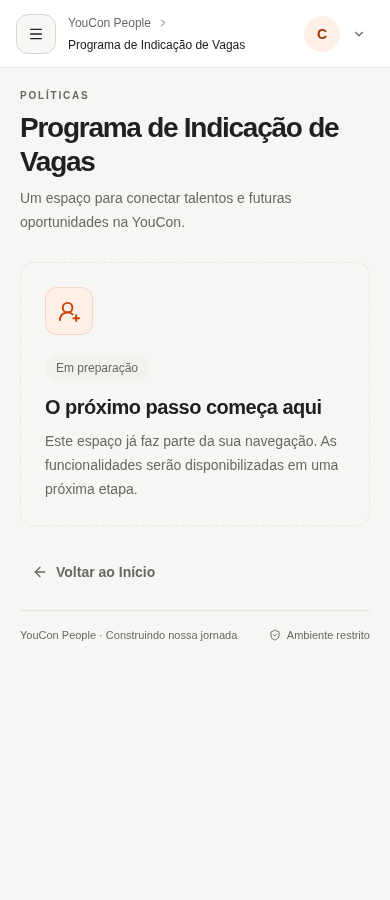 YouCon People
Programa de Indicação de Vagas
C
POLÍTICAS
Programa de Indicação de
Vagas
Um espaço para conectar talentos e futuras
oportunidades na YouCon.
Em preparação
O próximo passo começa aqui
Este espaço já faz parte da sua navegação. As
funcionalidades serão disponibilizadas em uma
próxima etapa.
Voltar ao Início
YouCon People · Construindo nossa jornada
Ambiente restrito